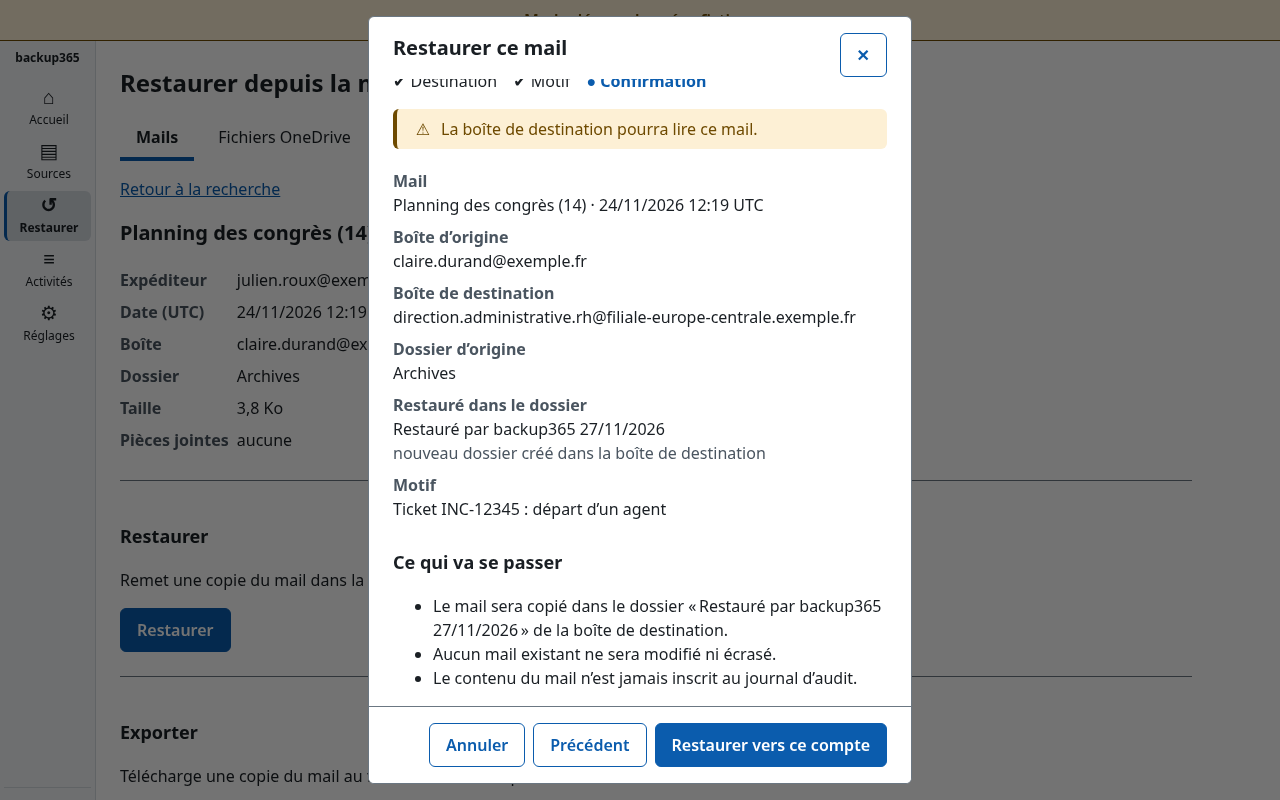 backup365
Accueil
Sources
Restaurer
Activités
Réglages
Restaurer depuis la
Mails
Fichiers OneDrive
Retour à la recherche
Planning des congrès (14
Expéditeur
julien.roux@exem
Date (UTC)
24/11/2026 12:19
Boîte
claire.durand@ex
Dossier
Archives
Taille
3,8 Ko
Pièces jointes
aucune
Restaurer
Remet une copie du mail dans la
Restaurer
Exporter
Télécharge une copie du mail au
Restaurer ce mail
×
✔ Destination ✔ Motif ● Confirmation
⚠ La boîte de destination pourra lire ce mail.
Mail
Planning des congrès (14) · 24/11/2026 12:19 UTC
Boîte d’origine
claire.durand@exemple.fr
Boîte de destination
direction.administrative.rh@filiale-europe-centrale.exemple.fr
Dossier d’origine
Archives
Restauré dans le dossier
Restauré par backup365 27/11/2026
nouveau dossier créé dans la boîte de destination
Motif
Ticket INC-12345 : départ d’un agent
Ce qui va se passer
• Le mail sera copié dans le dossier « Restauré par backup365
27/11/2026 » de la boîte de destination.
• Aucun mail existant ne sera modifié ni écrasé.
• Le contenu du mail n’est jamais inscrit au journal d’audit.
Annuler
Précédent
Restaurer vers ce compte